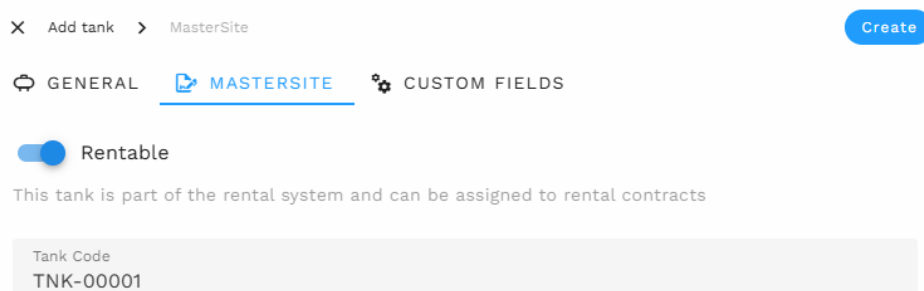 Add tank > MasterSite Create
GENERAL MASTERSITE CUSTOM FIELDS
Rentable
This tank is part of the rental system and can be assigned to rental contracts
Tank Code
TNK-00001